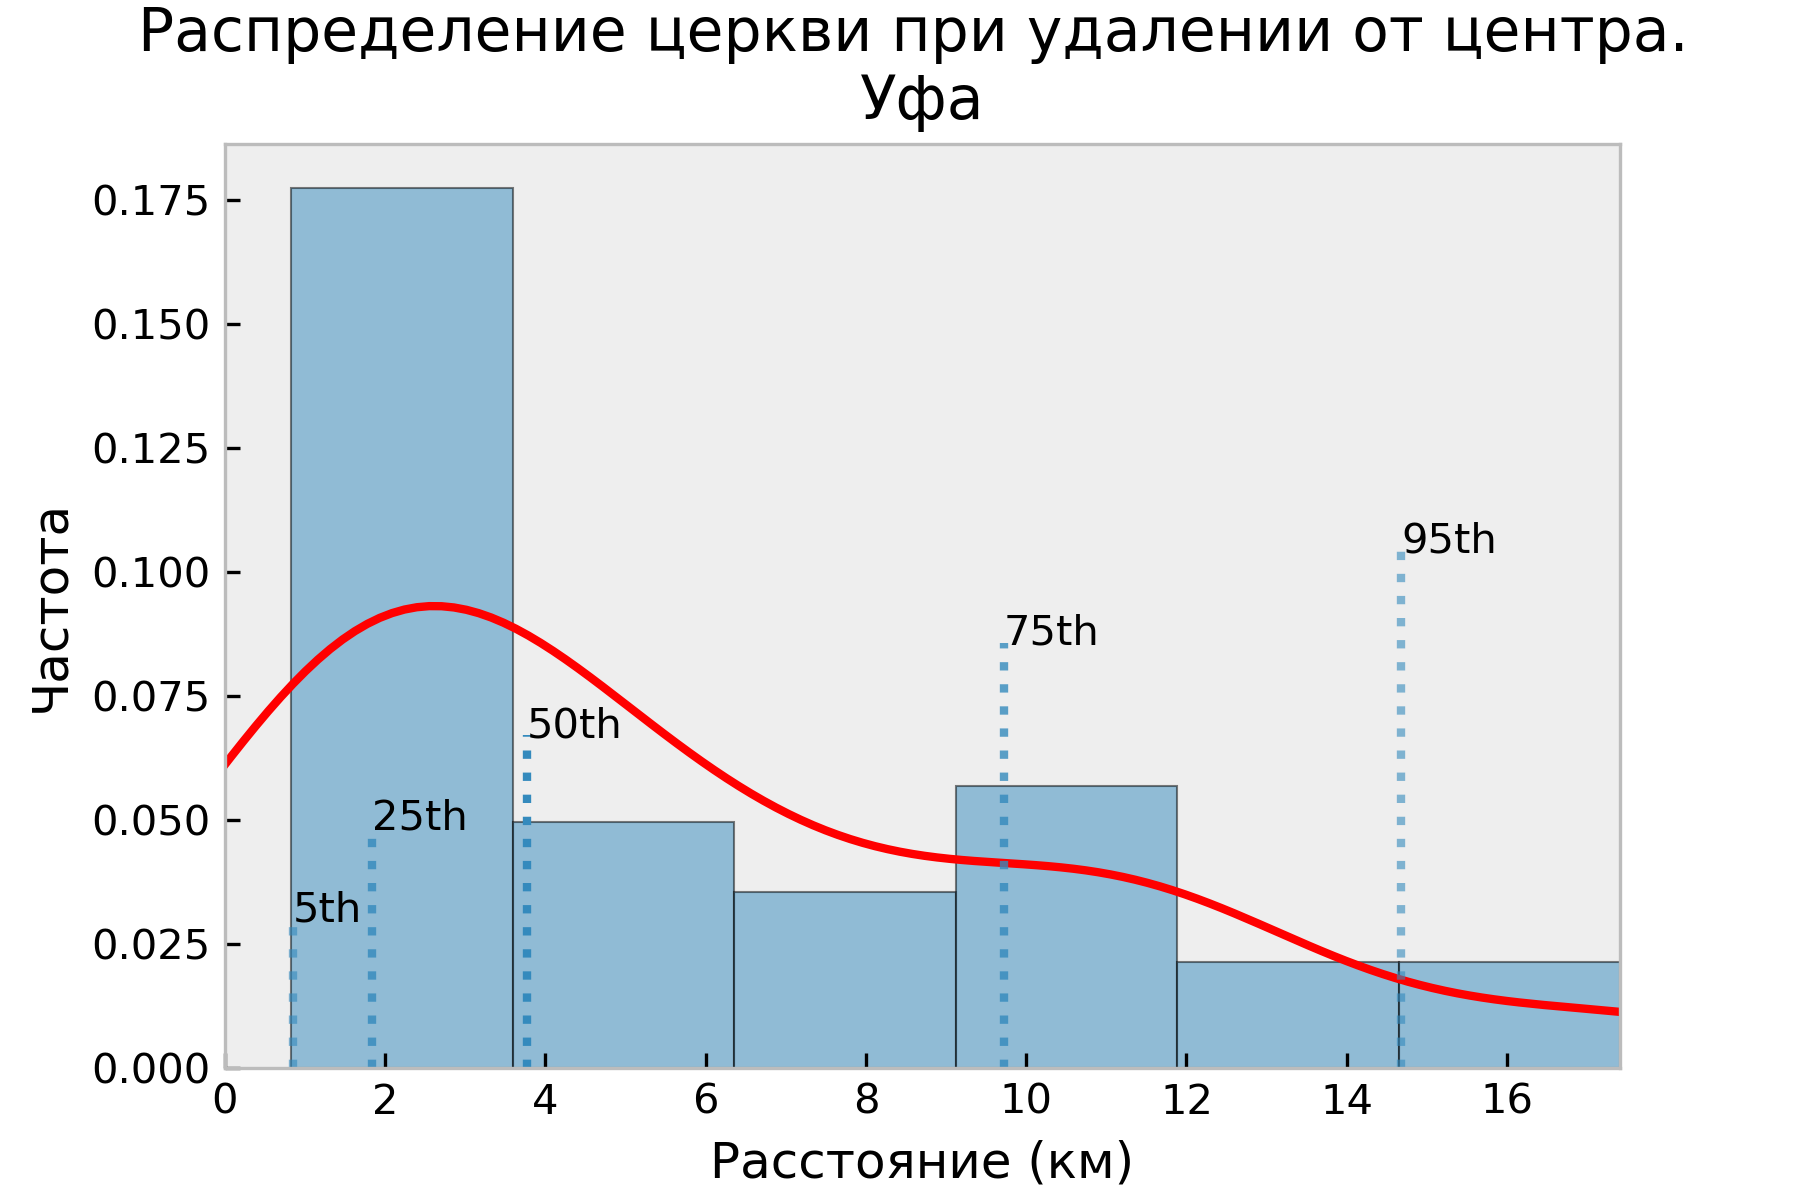 Распределение церкви при удалении от центра.
Уфа
Частота
0.175
0.150
0.125
0.100
0.075
0.050
0.025
0.000
5th
25th
50th
75th
95th
0 2 4 6 8 10 12 14 16
Расстояние (км)